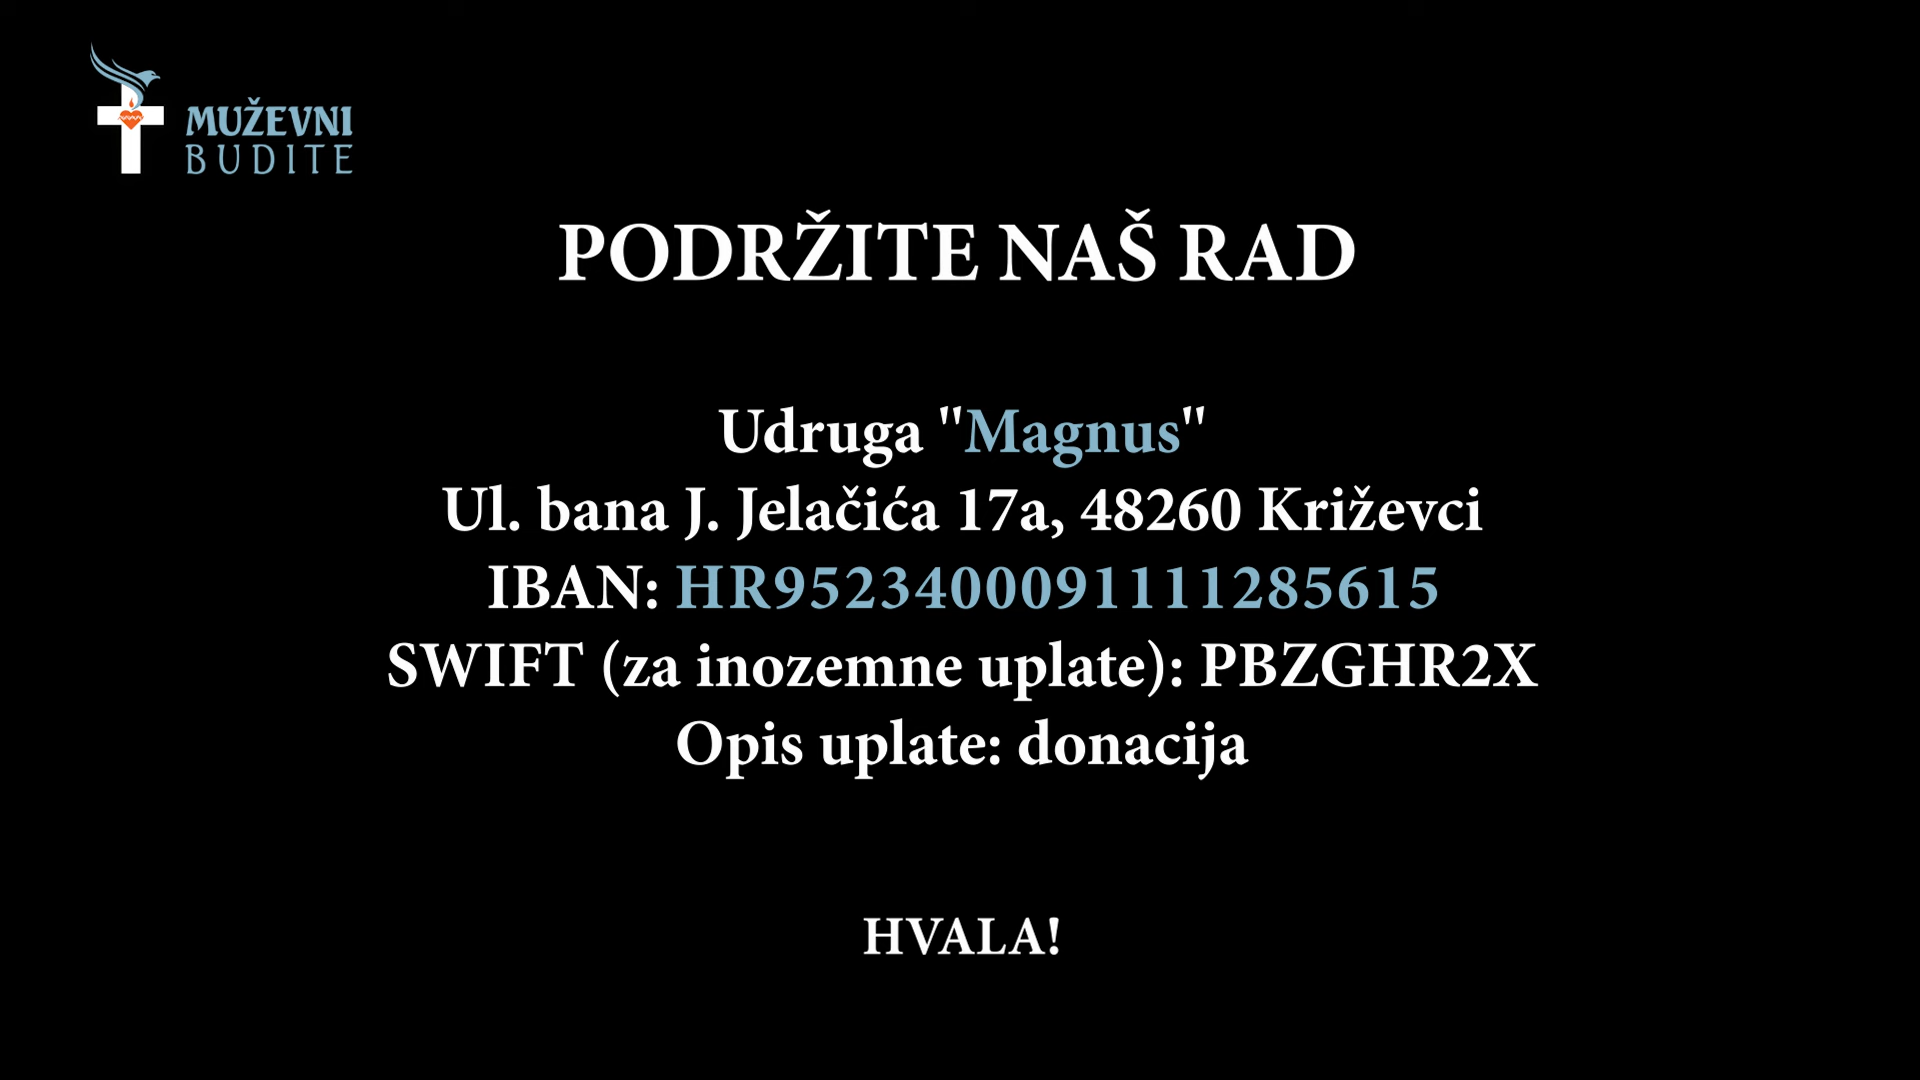 MUŽEVNI
BUDITE
PODRŽITE NAŠ RAD
Udruga "Magnus"
Ul. bana J. Jelačića 17a, 48260 Križevci
IBAN: HR9523400091111285615
SWIFT (za inozemne uplate): PBZGHR2X
Opis uplate: donacija
HVALA!